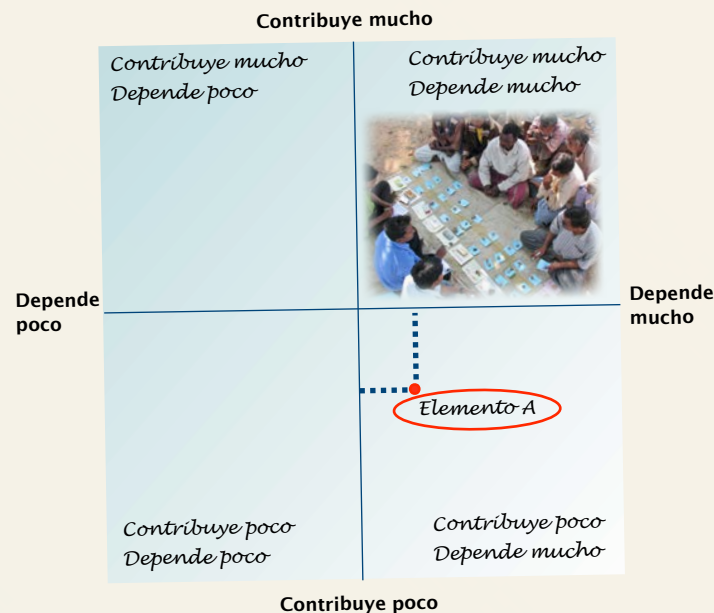 Contribuye mucho
Contribuye mucho
Depende poco
Contribuye mucho
Depende mucho
Depende
poco
Depende
mucho
Elemento A
Contribuye poco
Depende poco
Contribuye poco
Depende mucho
Contribuye poco